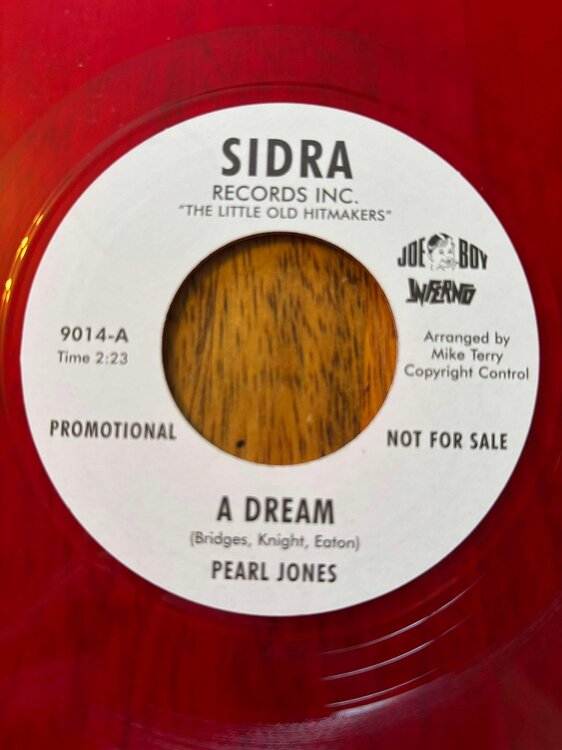 SIDRA
RECORDS INC.
"THE LITTLE OLD HITMAKERS"
JOE BOY
INFERNO
9014-A
Time 2:23
Arranged by
Mike Terry
Copyright Control
PROMOTIONAL
NOT FOR SALE
A DREAM
(Bridges, Knight, Eaton)
PEARL JONES